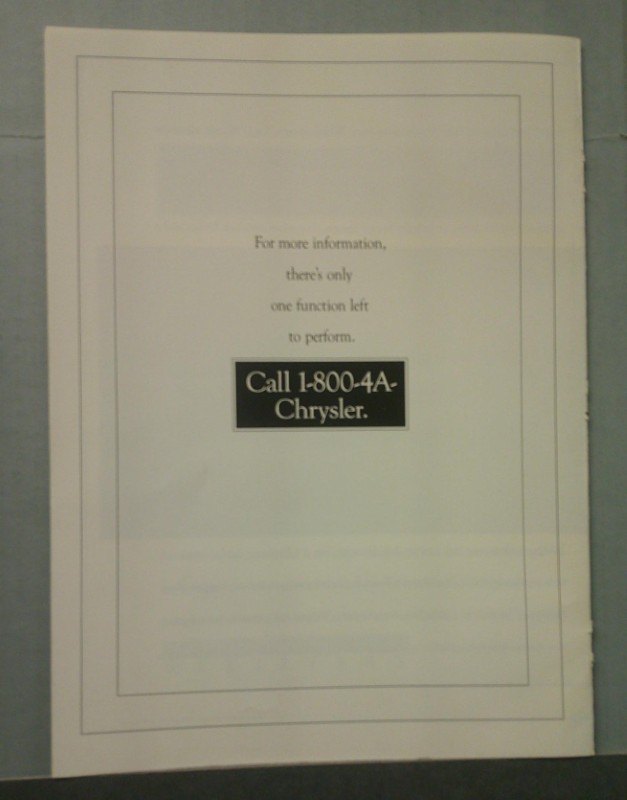 For more information,
there's only
one function left
to perform.
Call 1-800-4A-
Chrysler.